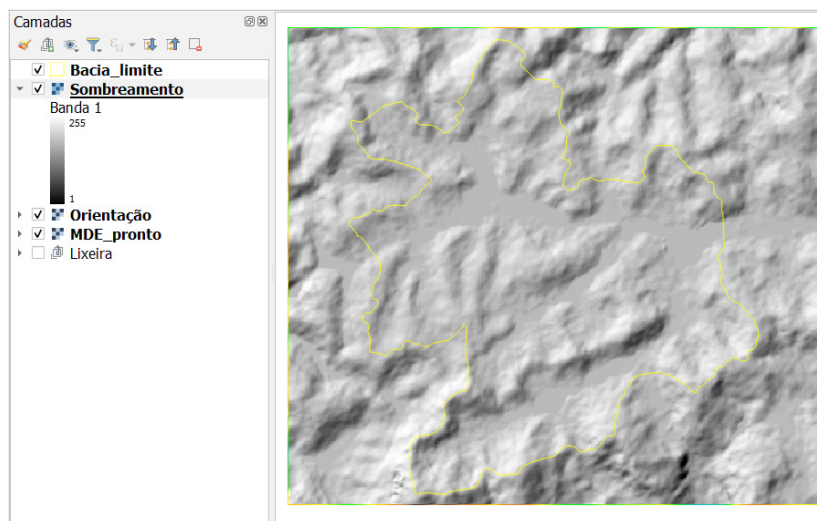 Camadas
Bacia_limite
Sombreamento
Banda 1
255
1
Orientação
MDE_pronto
Lixeira